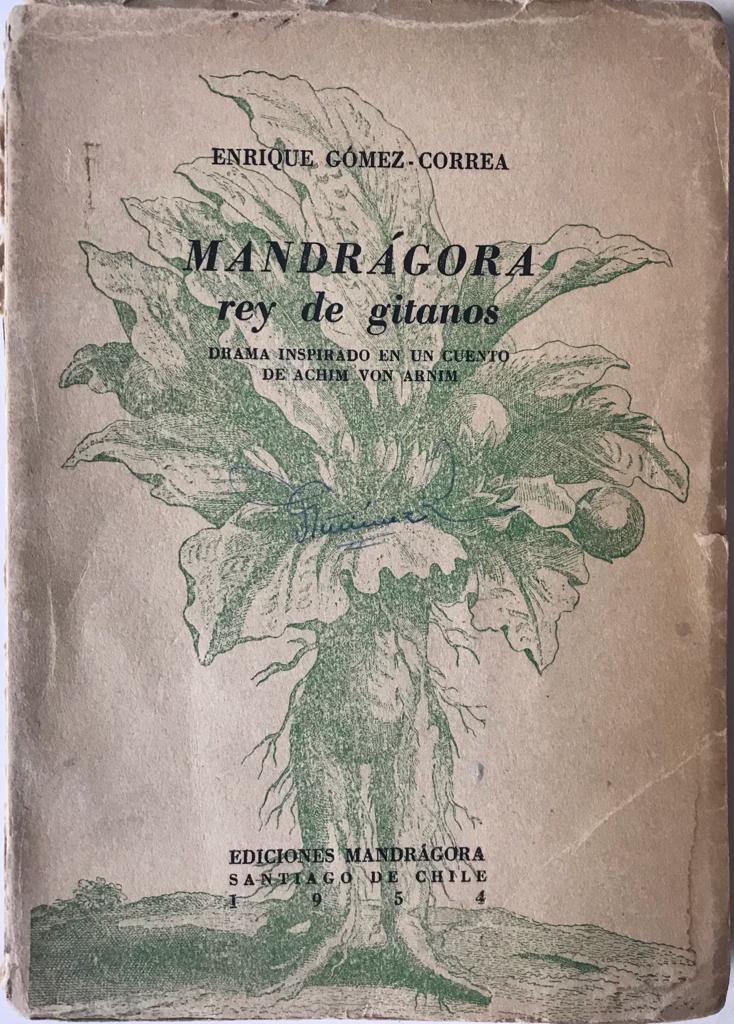 ENRIQUE GÓMEZ-CORREA
MANDRÁGORA
rey de gitanos
DRAMA INSPIRADO EN UN CUENTO
DE ACHIM VON ARNIM
EDICIONES MANDRÁGORA
SANTIAGO DE CHILE
1954